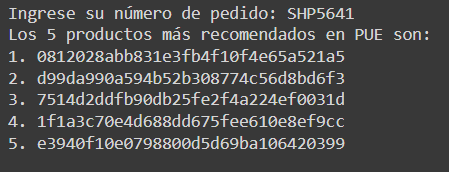 Ingrese su número de pedido: SHP5641
Los 5 productos más recomendados en PUE son:
1. 0812028abb831e3fb4f10f4e65a521a5
2. d99da990a594b52b308774c56d8bd6f3
3. 7514d2ddfb90db25fe2f4a224ef0031d
4. 1f1a3c70e4d688dd675fee610e8ef9cc
5. e3940f10e0798800d5d69ba106420399